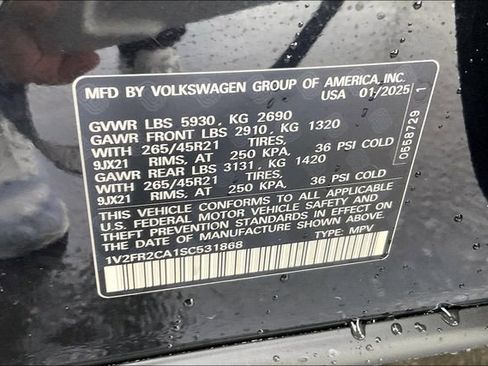 MFD BY VOLKSWAGEN GROUP OF AMERICA, INC.
USA 01/2025
GVWR LBS 5930, KG 2690
GAWR FRONT LBS 2910, KG 1320
WITH 265/45R21 TIRES,
9JX21 RIMS, AT 250 KPA, 36 PSI COLD
GAWR REAR LBS 3131, KG 1420
WITH 265/45R21 TIRES,
9JX21 RIMS, AT 250 KPA, 36 PSI COLD
THIS VEHICLE CONFORMS TO ALL APPLICABLE
U.S. FEDERAL MOTOR VEHICLE SAFETY AND
THEFT PREVENTION STANDARDS IN EFFECT ON
THE DATE OF MANUFACTURE SHOWN ABOVE.
1V2FR2CA1SC531868 TYPE: MPV
0558729 1